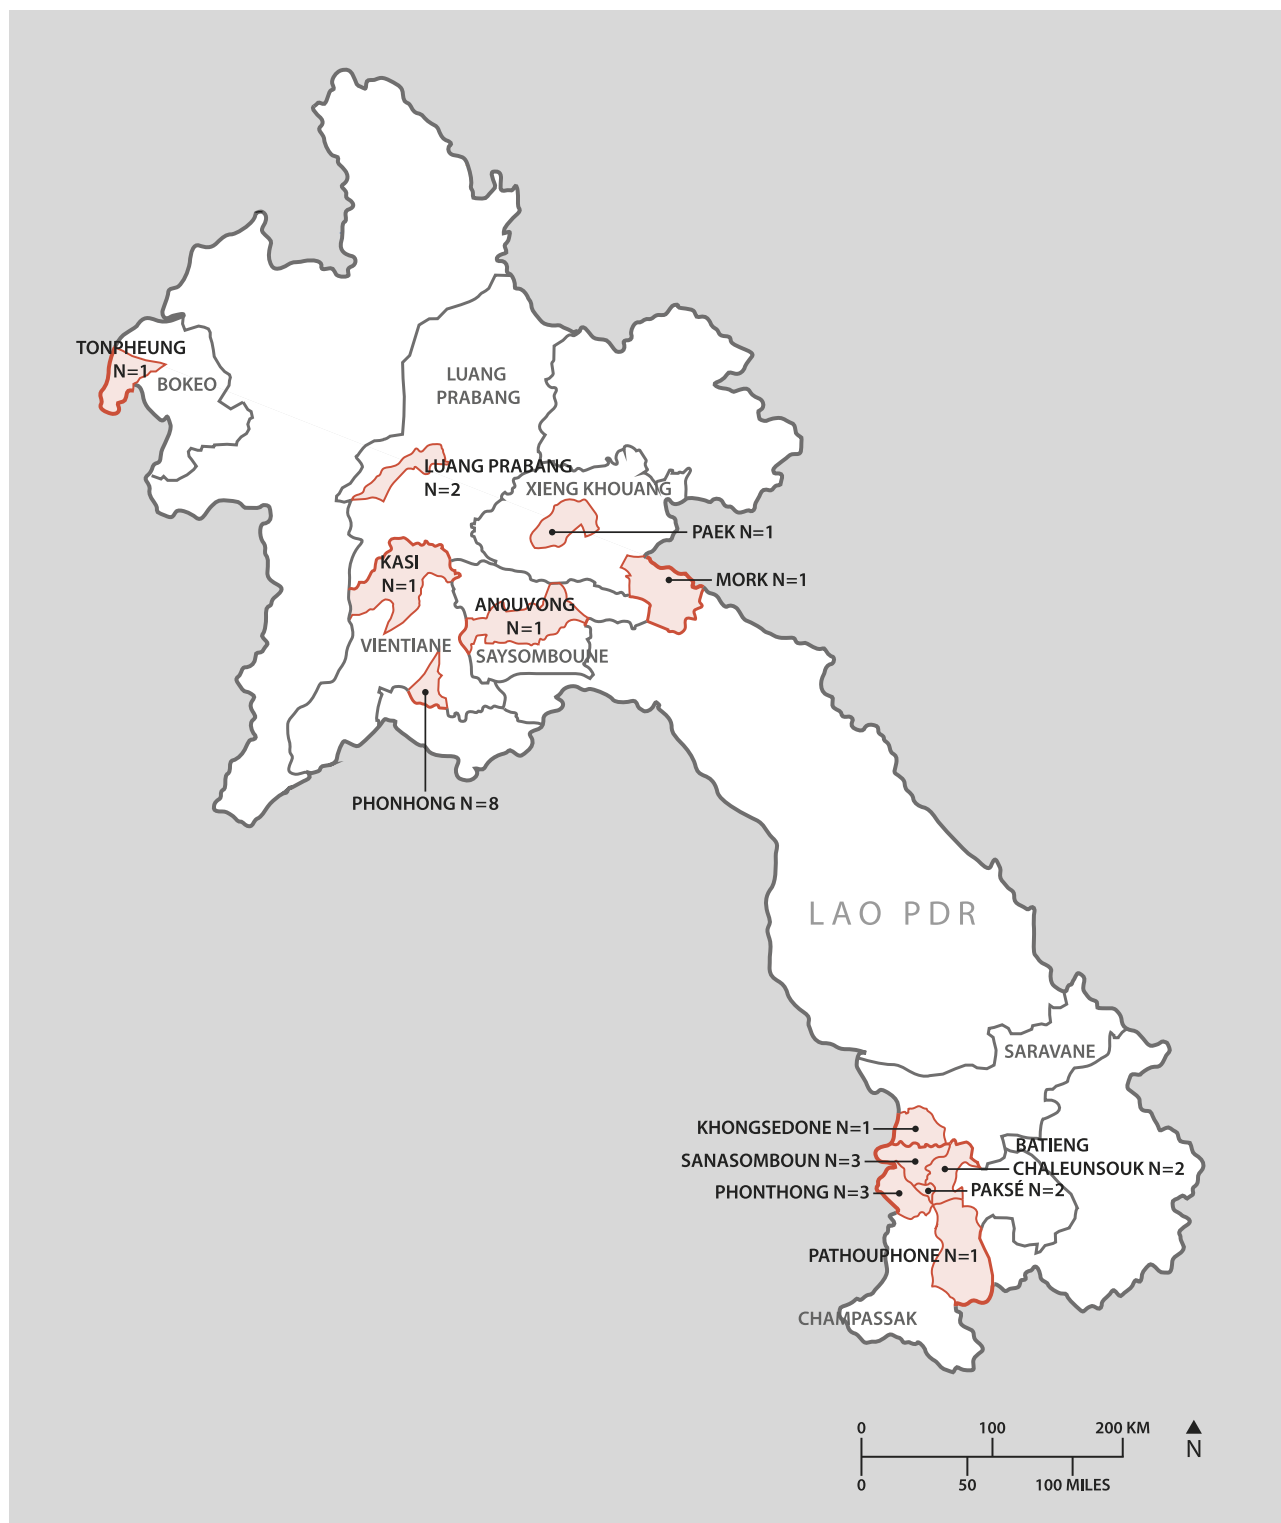 TONPHEUNG
N=1
BOKEO
LUANG
PRABANG
LUANG PRABANG
N=2
XIENG KHOUANG
PAEK N=1
KASI
N=1
MORK N=1
ANOUVONG
N=1
VIENTIANE
SAYSOMBOUNE
PHONHONG N=8
LAO PDR
SARAVANE
KHONGSEDONE N=1
BATIENG
CHALEUNSOUK N=2
SANASOMBOUN N=3
PHONTHONG N=3
PAKSÉ N=2
PATHOUPHONE N=1
CHAMPASSAK
0 100 200 KM
N
0 50 100 MILES